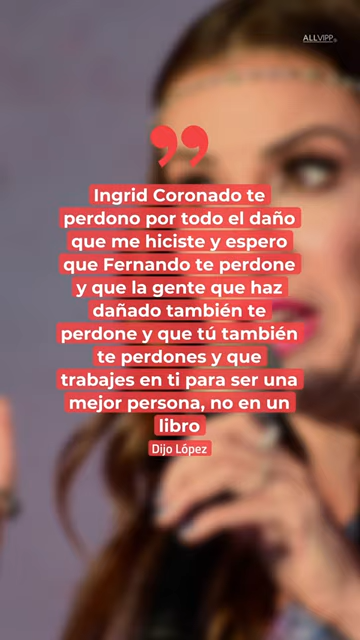 ALLVIPP.
Ingrid Coronado te
perdono por todo el daño
que me hiciste y espero
que Fernando te perdone
y que la gente que haz
dañado también te
perdone y que tú también
te perdones y que
trabajes en ti para ser una
mejor persona, no en un
libro
Dijo López